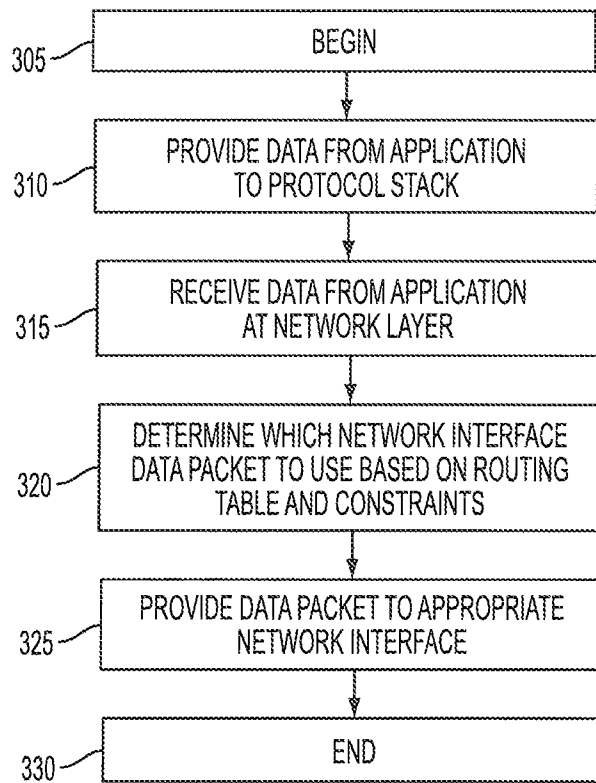 305
BEGIN
310
PROVIDE DATA FROM APPLICATION
TO PROTOCOL STACK
315
RECEIVE DATA FROM APPLICATION
AT NETWORK LAYER
320
DETERMINE WHICH NETWORK INTERFACE
DATA PACKET TO USE BASED ON ROUTING
TABLE AND CONSTRAINTS
325
PROVIDE DATA PACKET TO APPROPRIATE
NETWORK INTERFACE
330
END